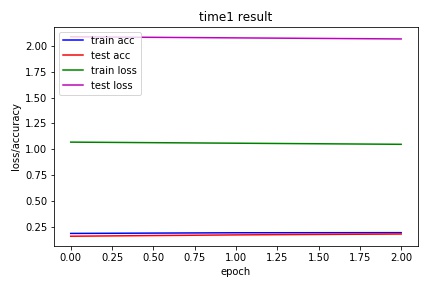 time1 result
train acc
test acc
train loss
test loss
loss/accuracy
2.00
1.75
1.50
1.25
1.00
0.75
0.50
0.25
0.00 0.25 0.50 0.75 1.00 1.25 1.50 1.75 2.00
epoch